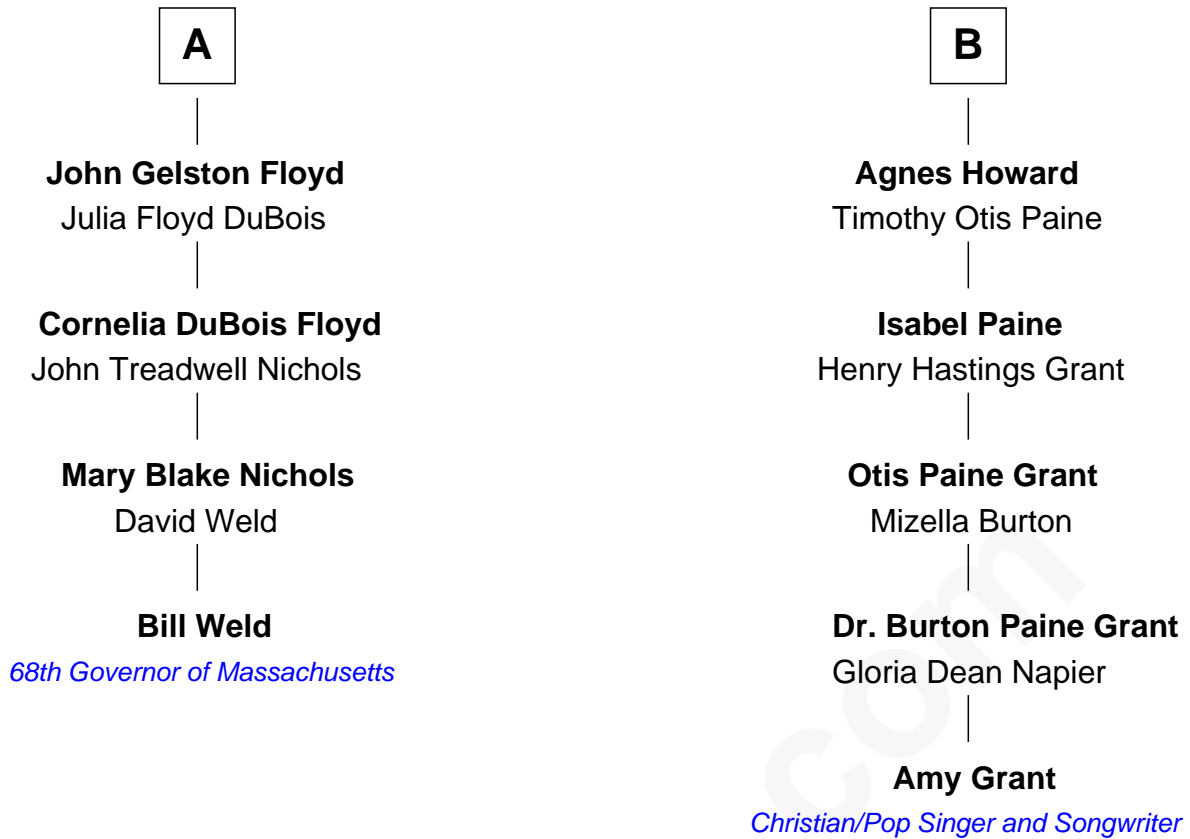 A
John Gelston Floyd
Julia Floyd DuBois
Cornelia DuBois Floyd
John Treadwell Nichols
Mary Blake Nichols
David Weld
Bill Weld
68th Governor of Massachusetts
B
Agnes Howard
Timothy Otis Paine
Isabel Paine
Henry Hastings Grant
Otis Paine Grant
Mizella Burton
Dr. Burton Paine Grant
Gloria Dean Napier
Amy Grant
Christian/Pop Singer and Songwriter
com